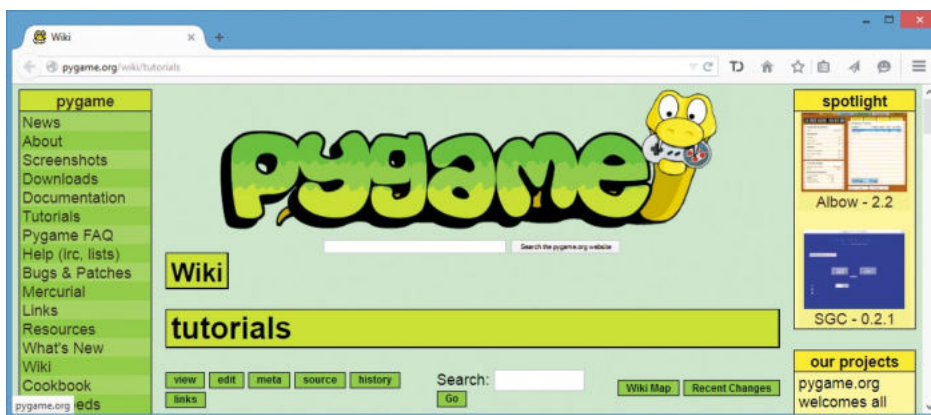 Wiki
pygame.org/wiki/tutorials
pygame
News
About
Screenshots
Downloads
Documentation
Tutorials
Pygame FAQ
Help (irc, lists)
Bugs & Patches
Mercurial
Links
Resources
What's New
Wiki
Cookbook
pygame.org eds
pygame
Search the pygame.org website
Wiki
tutorials
view edit meta source history
links
Search:
Go
Wiki Map Recent Changes
spotlight
Albow - 2.2
SGC - 0.2.1
our projects
pygame.org
welcomes all